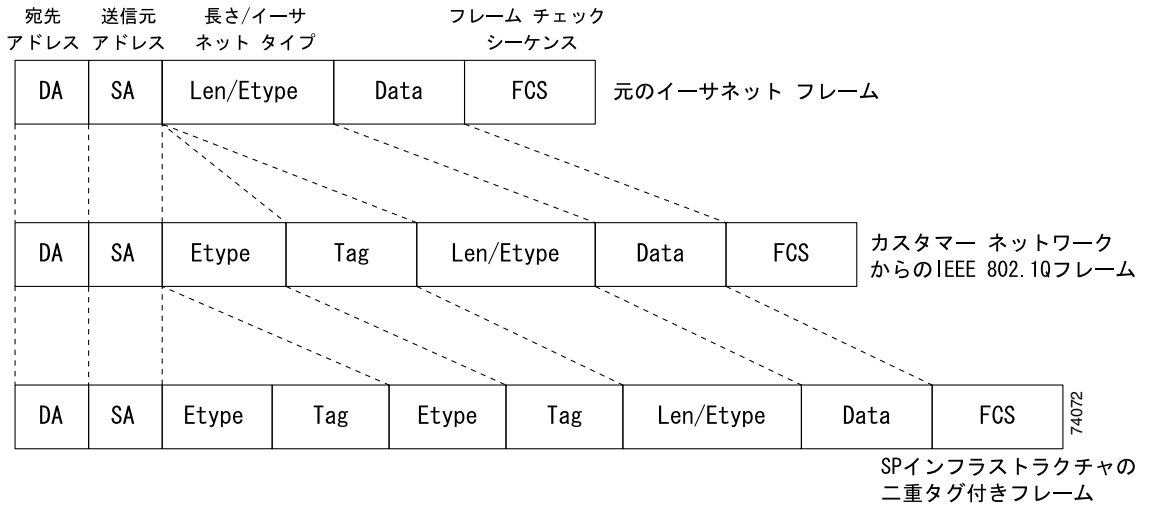 宛先 送信元 長さ/イーサ フレーム チェック
アドレス アドレス ネット タイプ シーケンス
DA SA Len/Etype Data FCS 元のイーサネット フレーム
DA SA Etype Tag Len/Etype Data FCS カスタマー ネットワーク
からのIEEE 802.1Qフレーム
DA SA Etype Tag Etype Tag Len/Etype Data FCS 74072
SPインフラストラクチャの
二重タグ付きフレーム